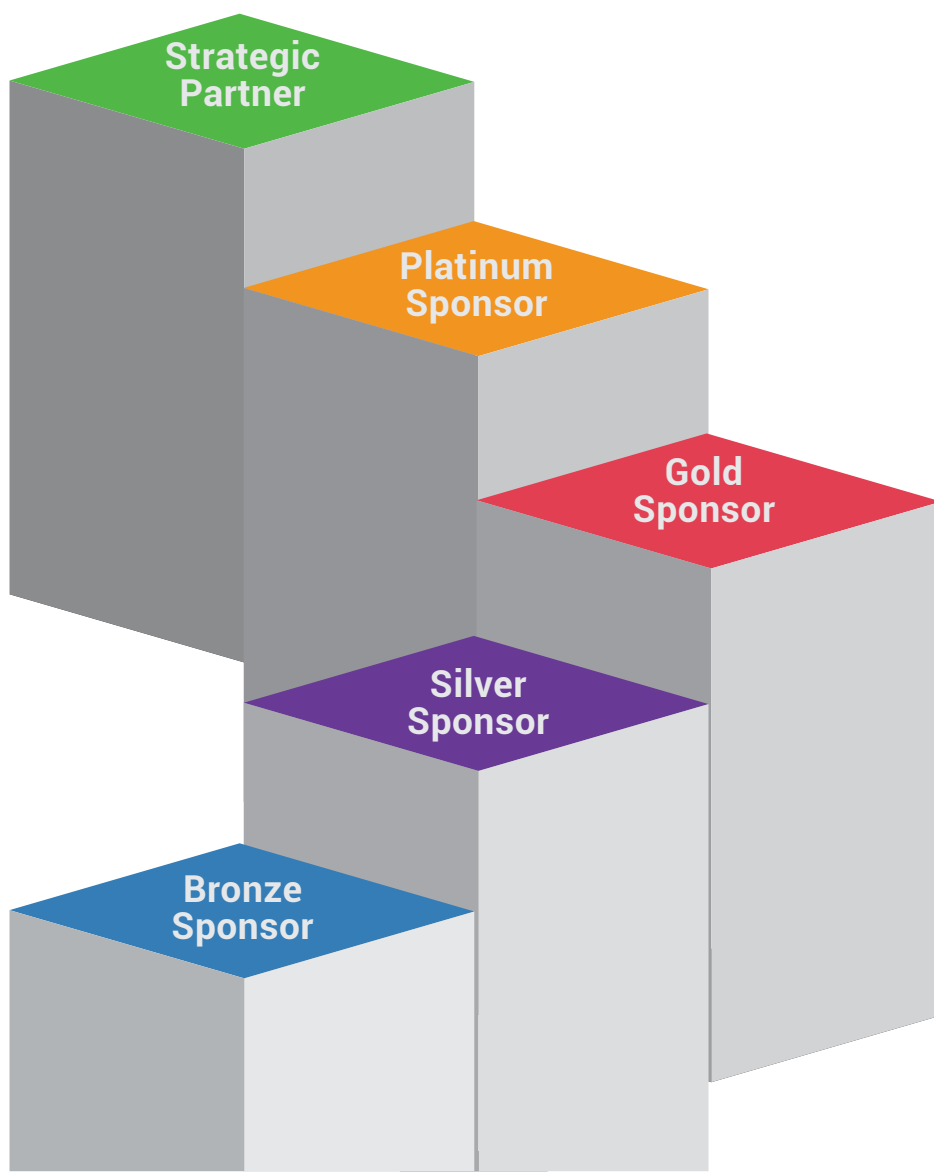 Strategic
Partner
Platinum
Sponsor
Gold
Sponsor
Silver
Sponsor
Bronze
Sponsor